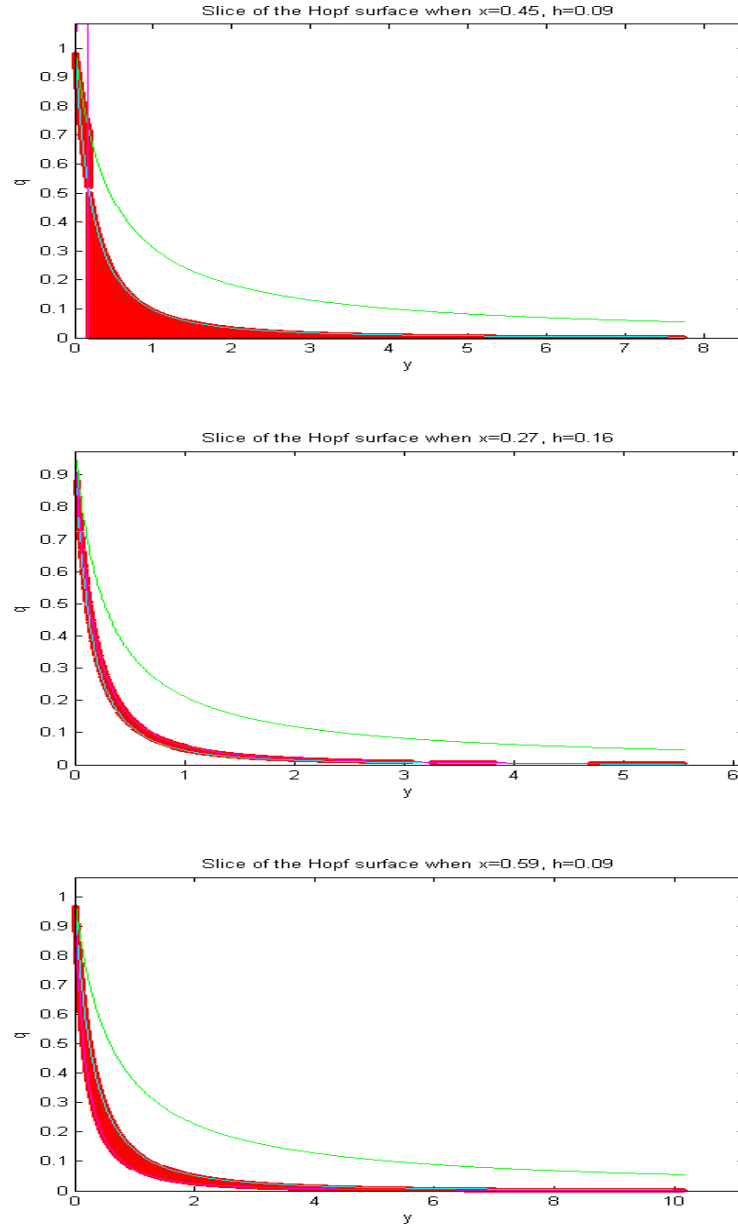 Slice of the Hopf surface when x=0.45, h=0.09
1
0.9
0.8
0.7
0.6
0.5
0.4
0.3
0.2
0.1
0
q
0 1 2 3 4 5 6 7 8
y
Slice of the Hopf surface when x=0.27, h=0.16
0.9
0.8
0.7
0.6
0.5
0.4
0.3
0.2
0.1
0
q
0 1 2 3 4 5 6
y
Slice of the Hopf surface when x=0.59, h=0.09
1
0.9
0.8
0.7
0.6
0.5
0.4
0.3
0.2
0.1
0
q
0 2 4 6 8 10
y